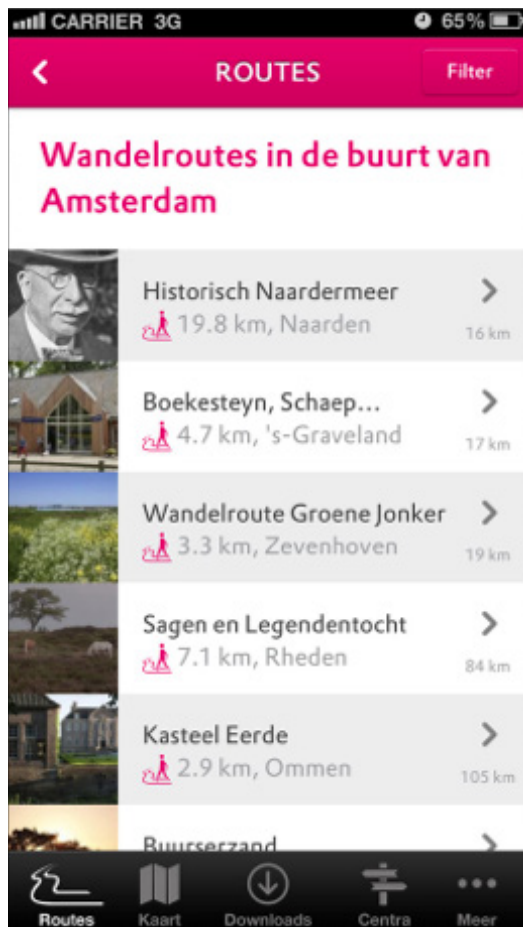 CARRIER 3G 65%
ROUTES Filter
Wandelroutes in de buurt van
Amsterdam
Historisch Naardermeer
19.8 km, Naarden 16 km
Boekesteyn, Schaep...
4.7 km, 's-Graveland 17 km
Wandelroute Groene Jonker
3.3 km, Zevenhoven 19 km
Sagen en Legendentocht
7.1 km, Rheden 84 km
Kasteel Eerde
2.9 km, Ommen 105 km
Buurserzand
Routes Kaart Downloads Centra Meer